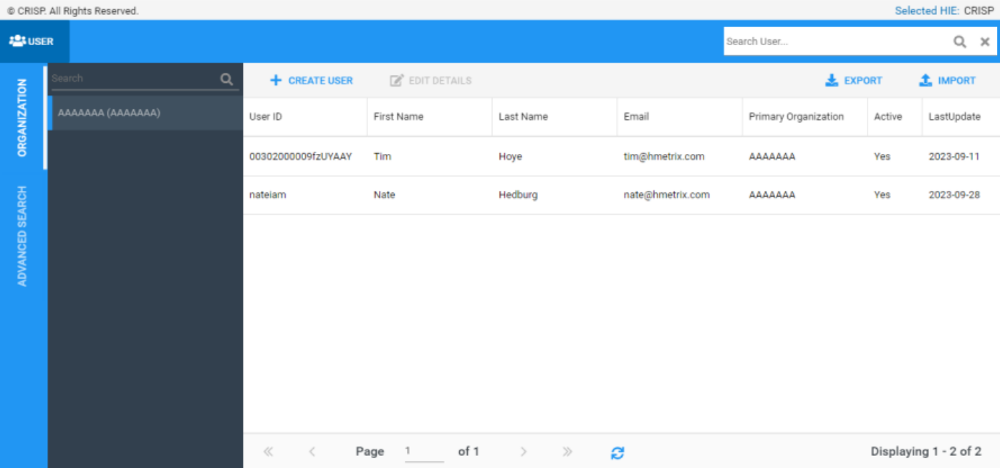 © CRISP. All Rights Reserved.
Selected HIE: CRISP
USER
Search User...
ORGANIZATION
ADVANCED SEARCH
Search
AAAAAAA (AAAAAAA)
CREATE USER
EDIT DETAILS
EXPORT
IMPORT
User ID First Name Last Name Email Primary Organization Active LastUpdate
00302000009fzUYAAY Tim Hoye tim@hmetrix.com AAAAAAA Yes 2023-09-11
nateiam Nate Hedburg nate@hmetrix.com AAAAAAA Yes 2023-09-28
Page 1 of 1
Displaying 1 - 2 of 2